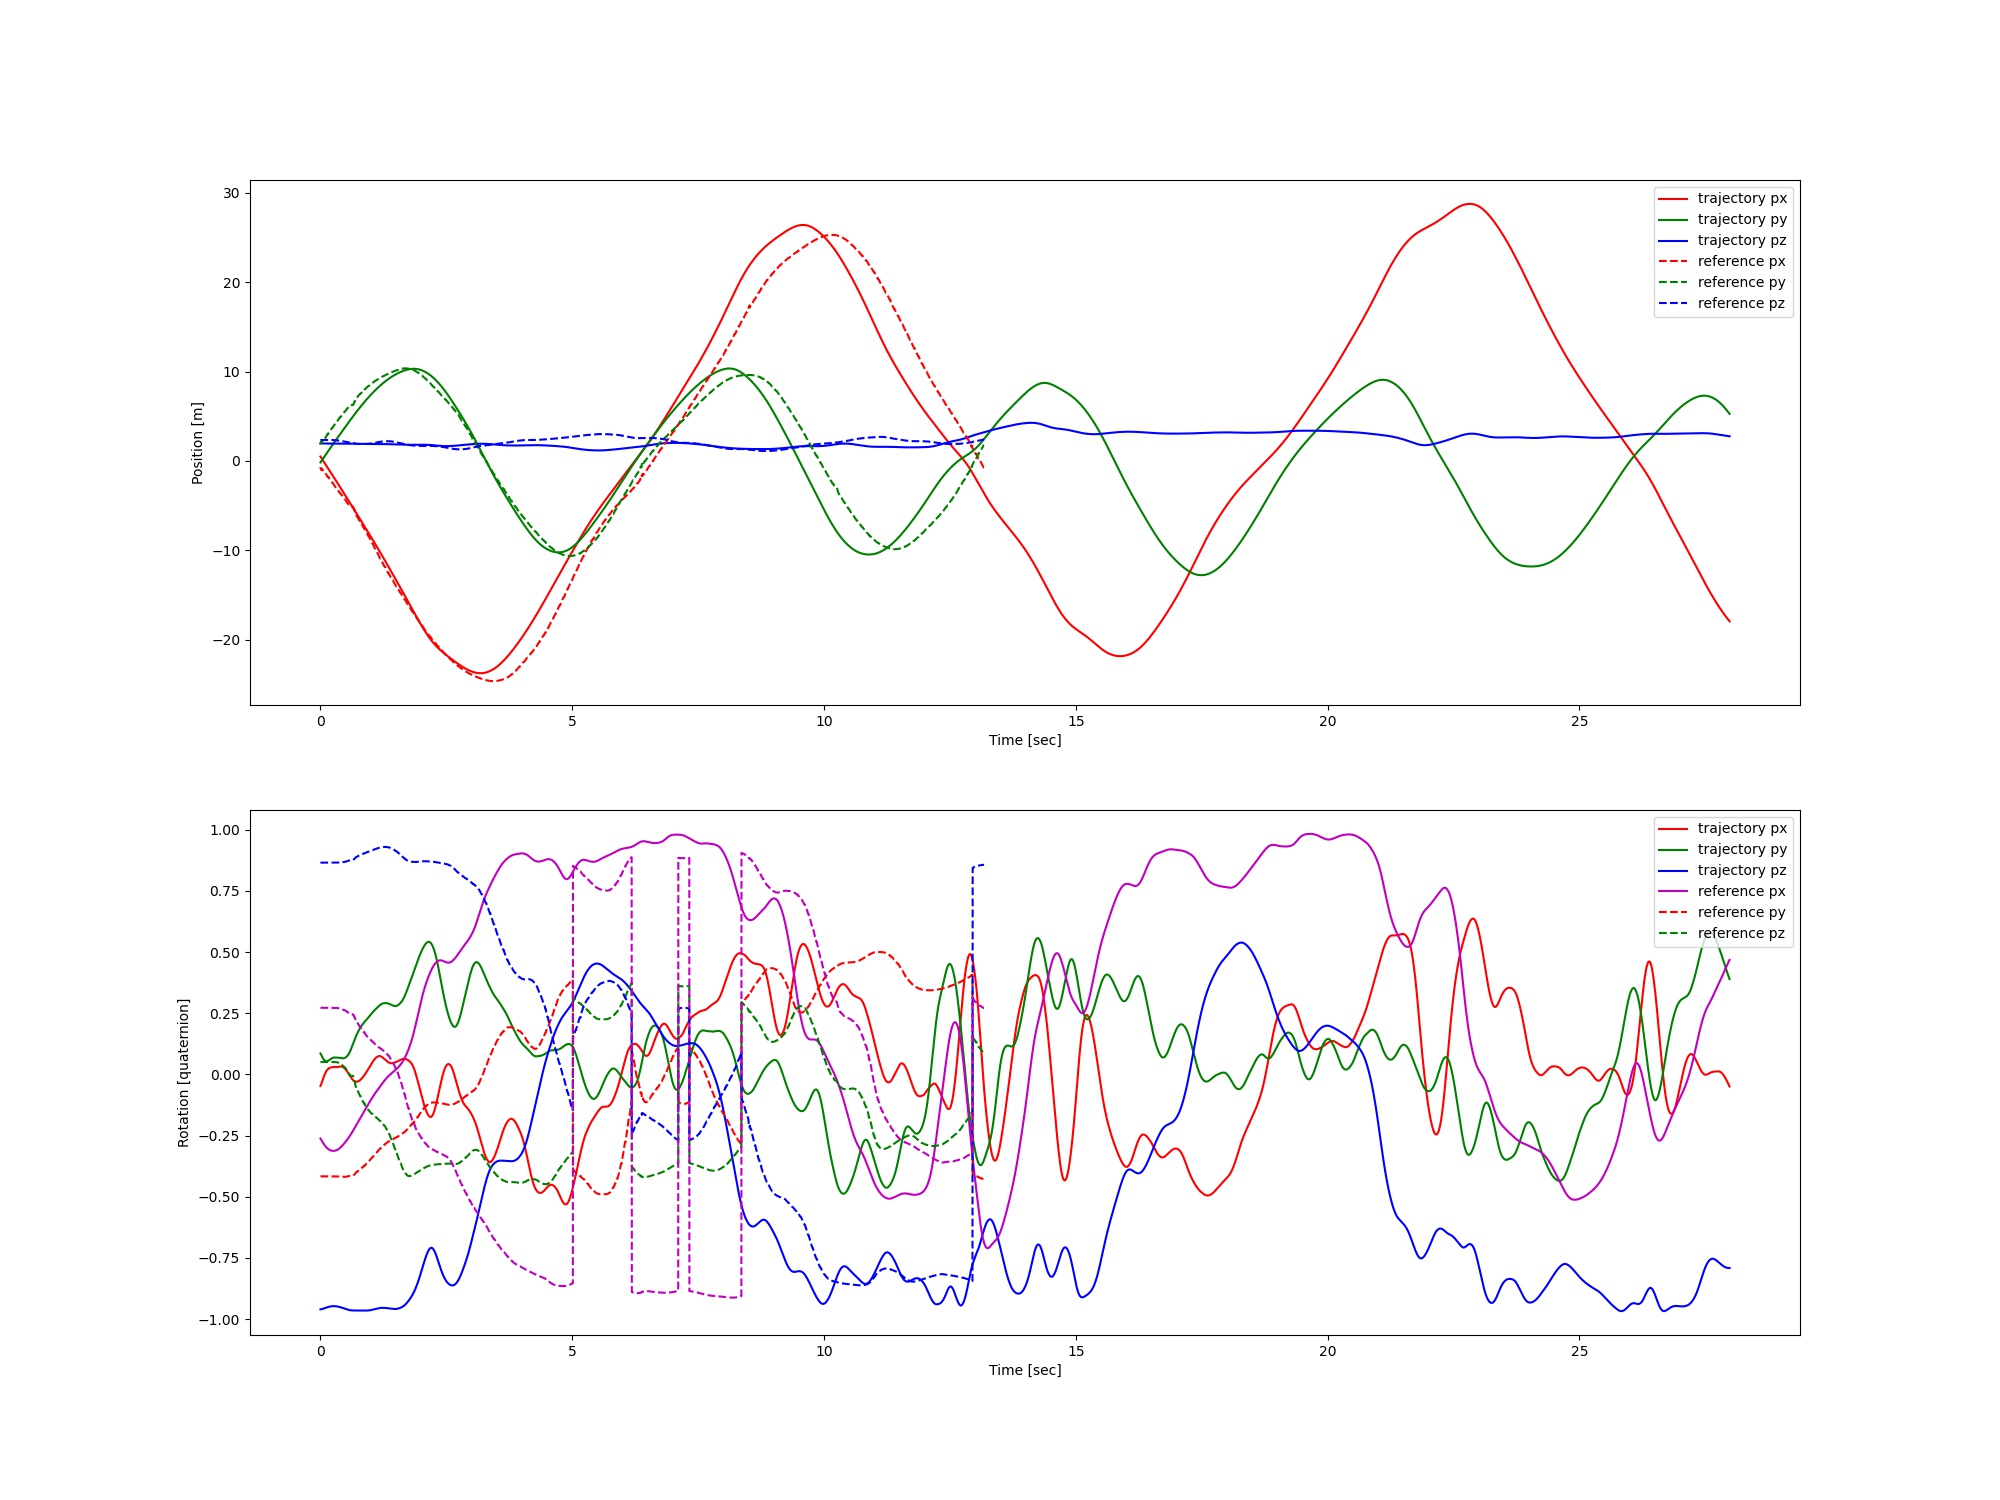 30
20
10
0
−10
−20
Position [m]
trajectory px
trajectory py
trajectory pz
reference px
reference py
reference pz
0 5 10 15 20 25
Time [sec]
1.00
0.75
0.50
0.25
0.00
−0.25
−0.50
−0.75
−1.00
Rotation [quaternion]
trajectory px
trajectory py
trajectory pz
reference px
reference py
reference pz
0 5 10 15 20 25
Time [sec]